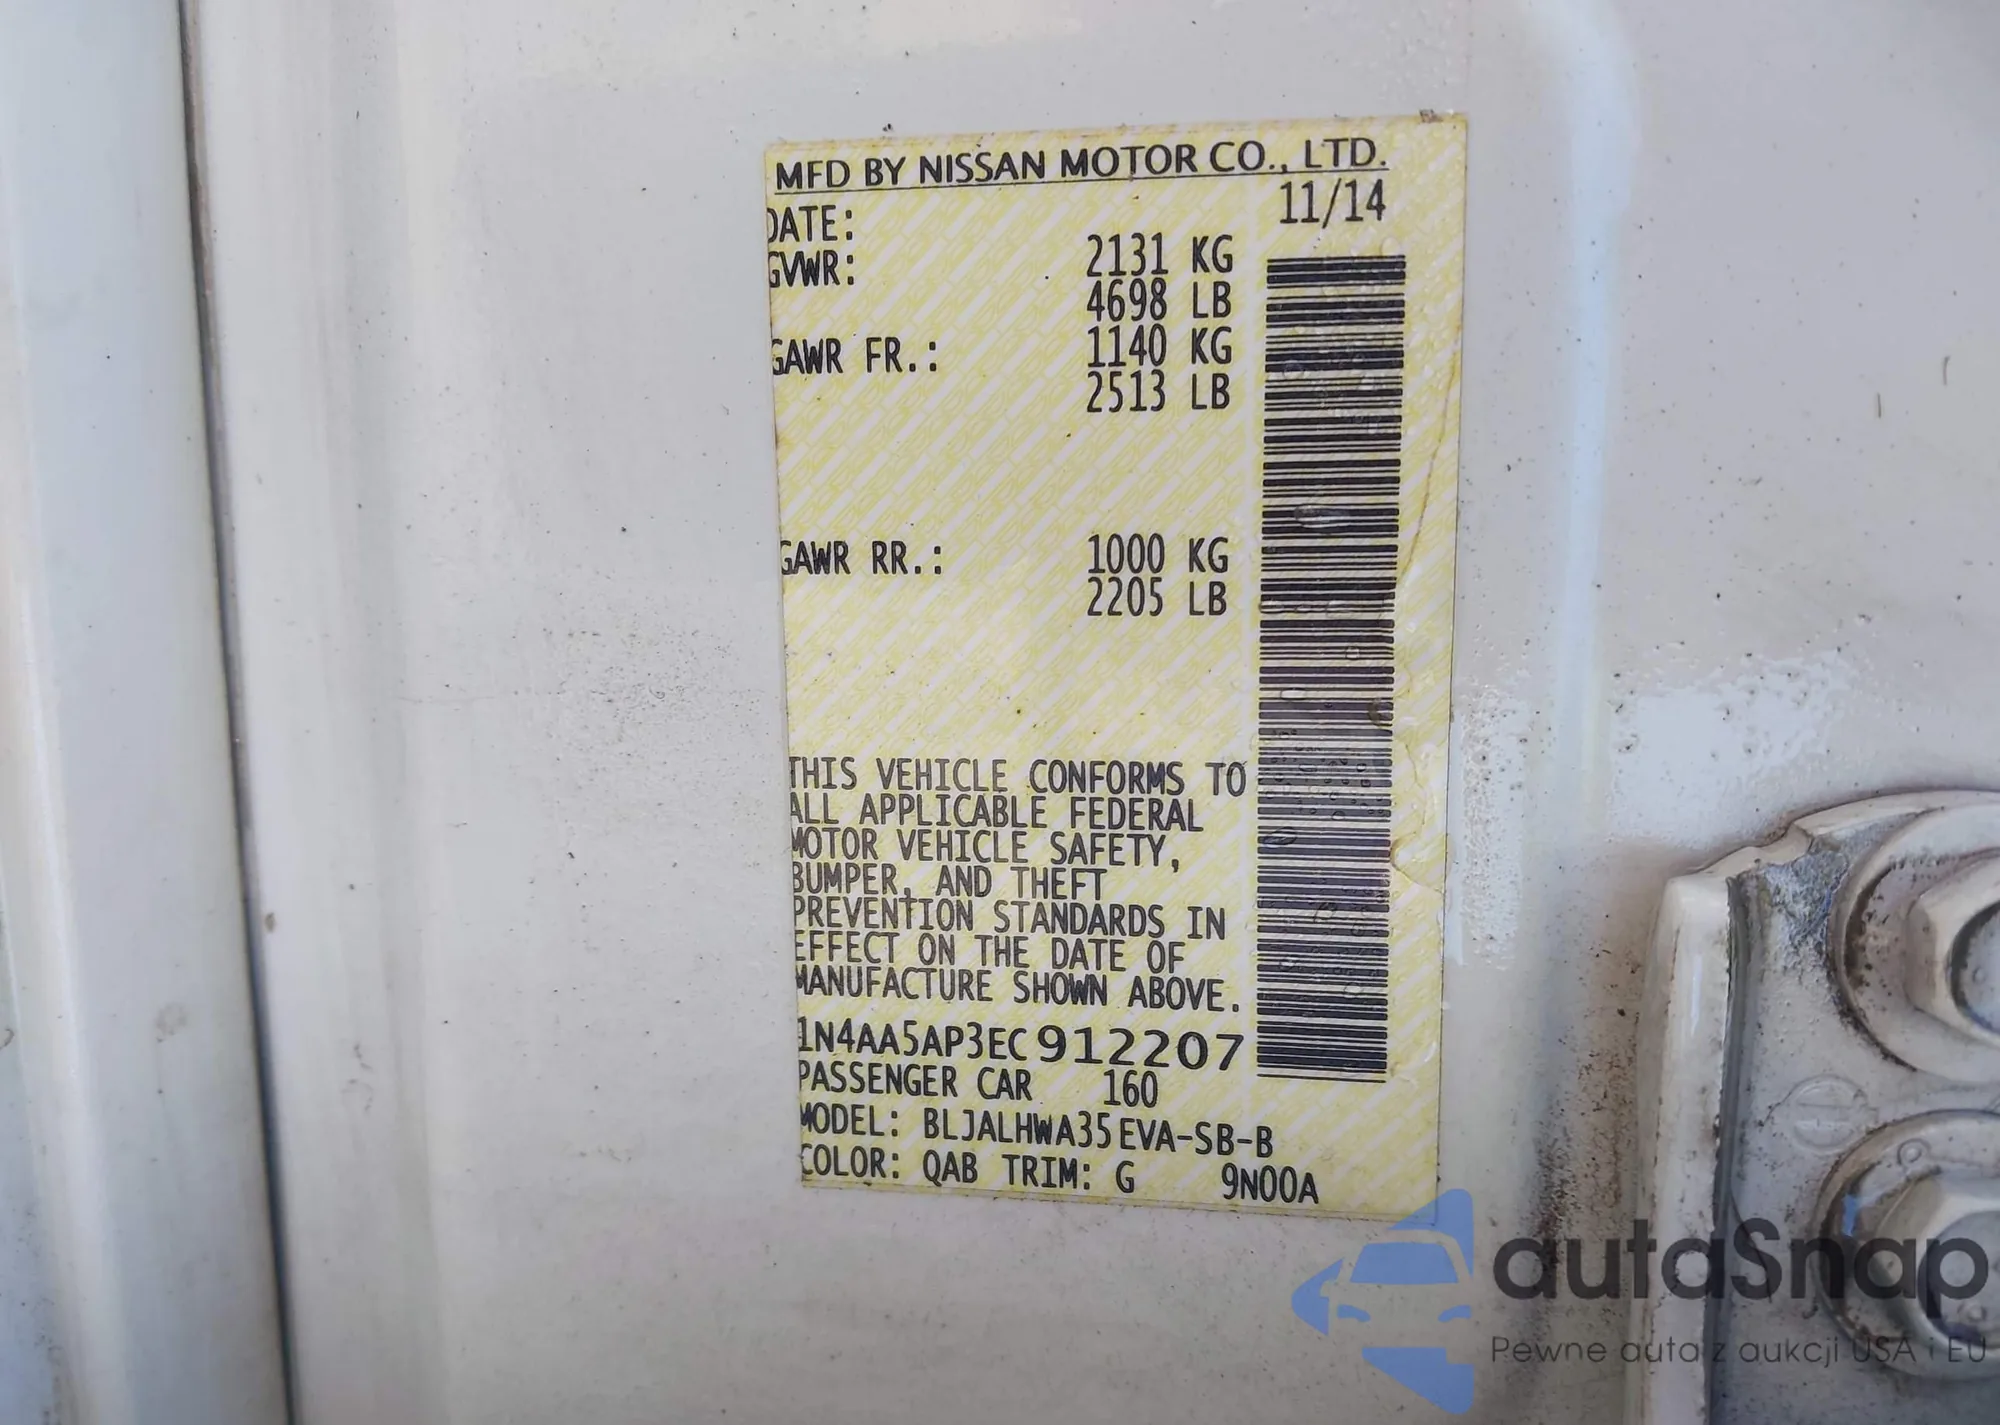 MFD BY NISSAN MOTOR CO., LTD.
DATE: 11/14
GVWR: 2131 KG
4698 LB
GAWR FR.: 1140 KG
2513 LB
GAWR RR.: 1000 KG
2205 LB
THIS VEHICLE CONFORMS TO
ALL APPLICABLE FEDERAL
MOTOR VEHICLE SAFETY,
BUMPER, AND THEFT
PREVENTION STANDARDS IN
EFFECT ON THE DATE OF
MANUFACTURE SHOWN ABOVE.
1N4AA5AP3EC912207
PASSENGER CAR 160
MODEL: BLJALHWA35EVA-SB-B
COLOR: QAB TRIM: G 9N00A
autaSnap
Pewne auta z aukcji USA i EU